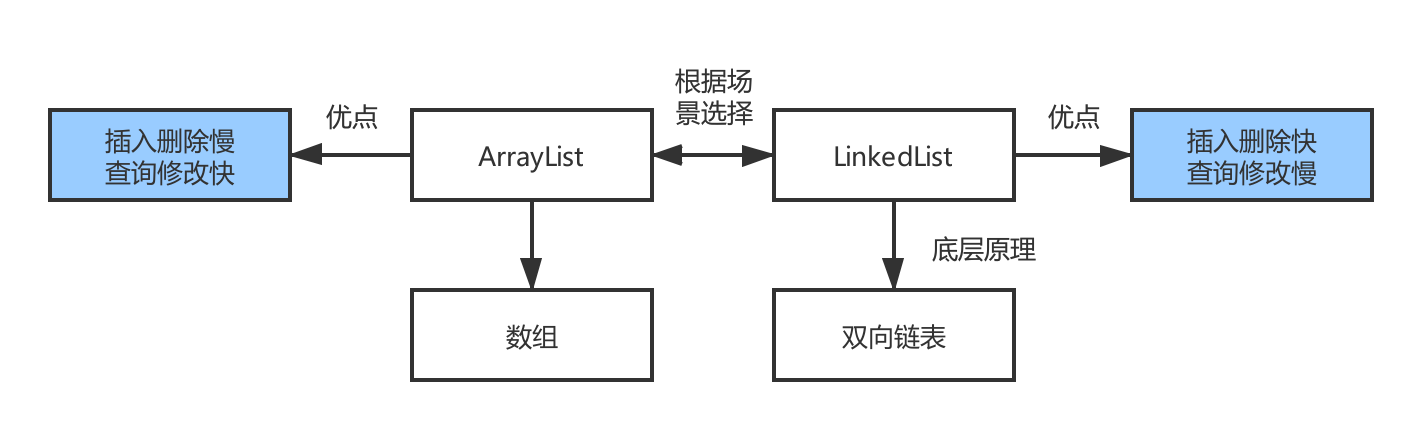 根据场
景选择
优点
优点
插入删除慢
查询修改快
ArrayList
LinkedList
插入删除快
查询修改慢
底层原理
数组
双向链表